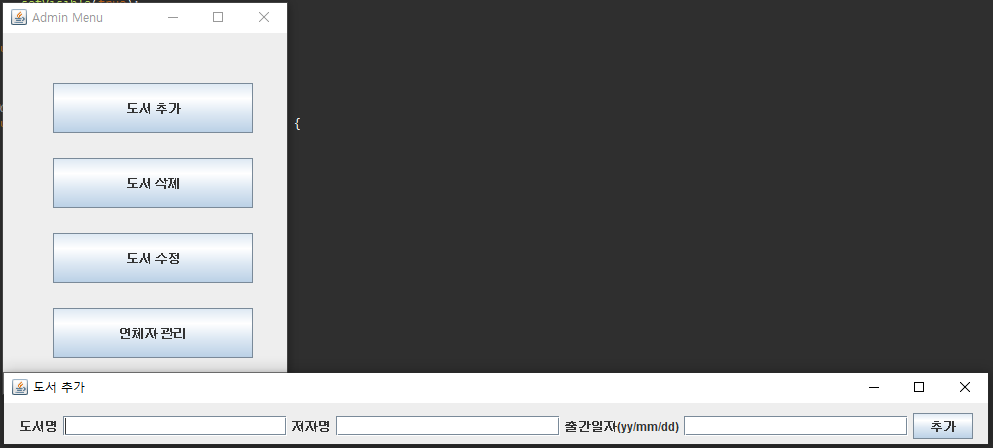 Admin Menu
도서 추가
{
도서 삭제
도서 수정
연체자 관리
도서 추가
도서명 저자명 출간일자(yy/mm/dd) 추가